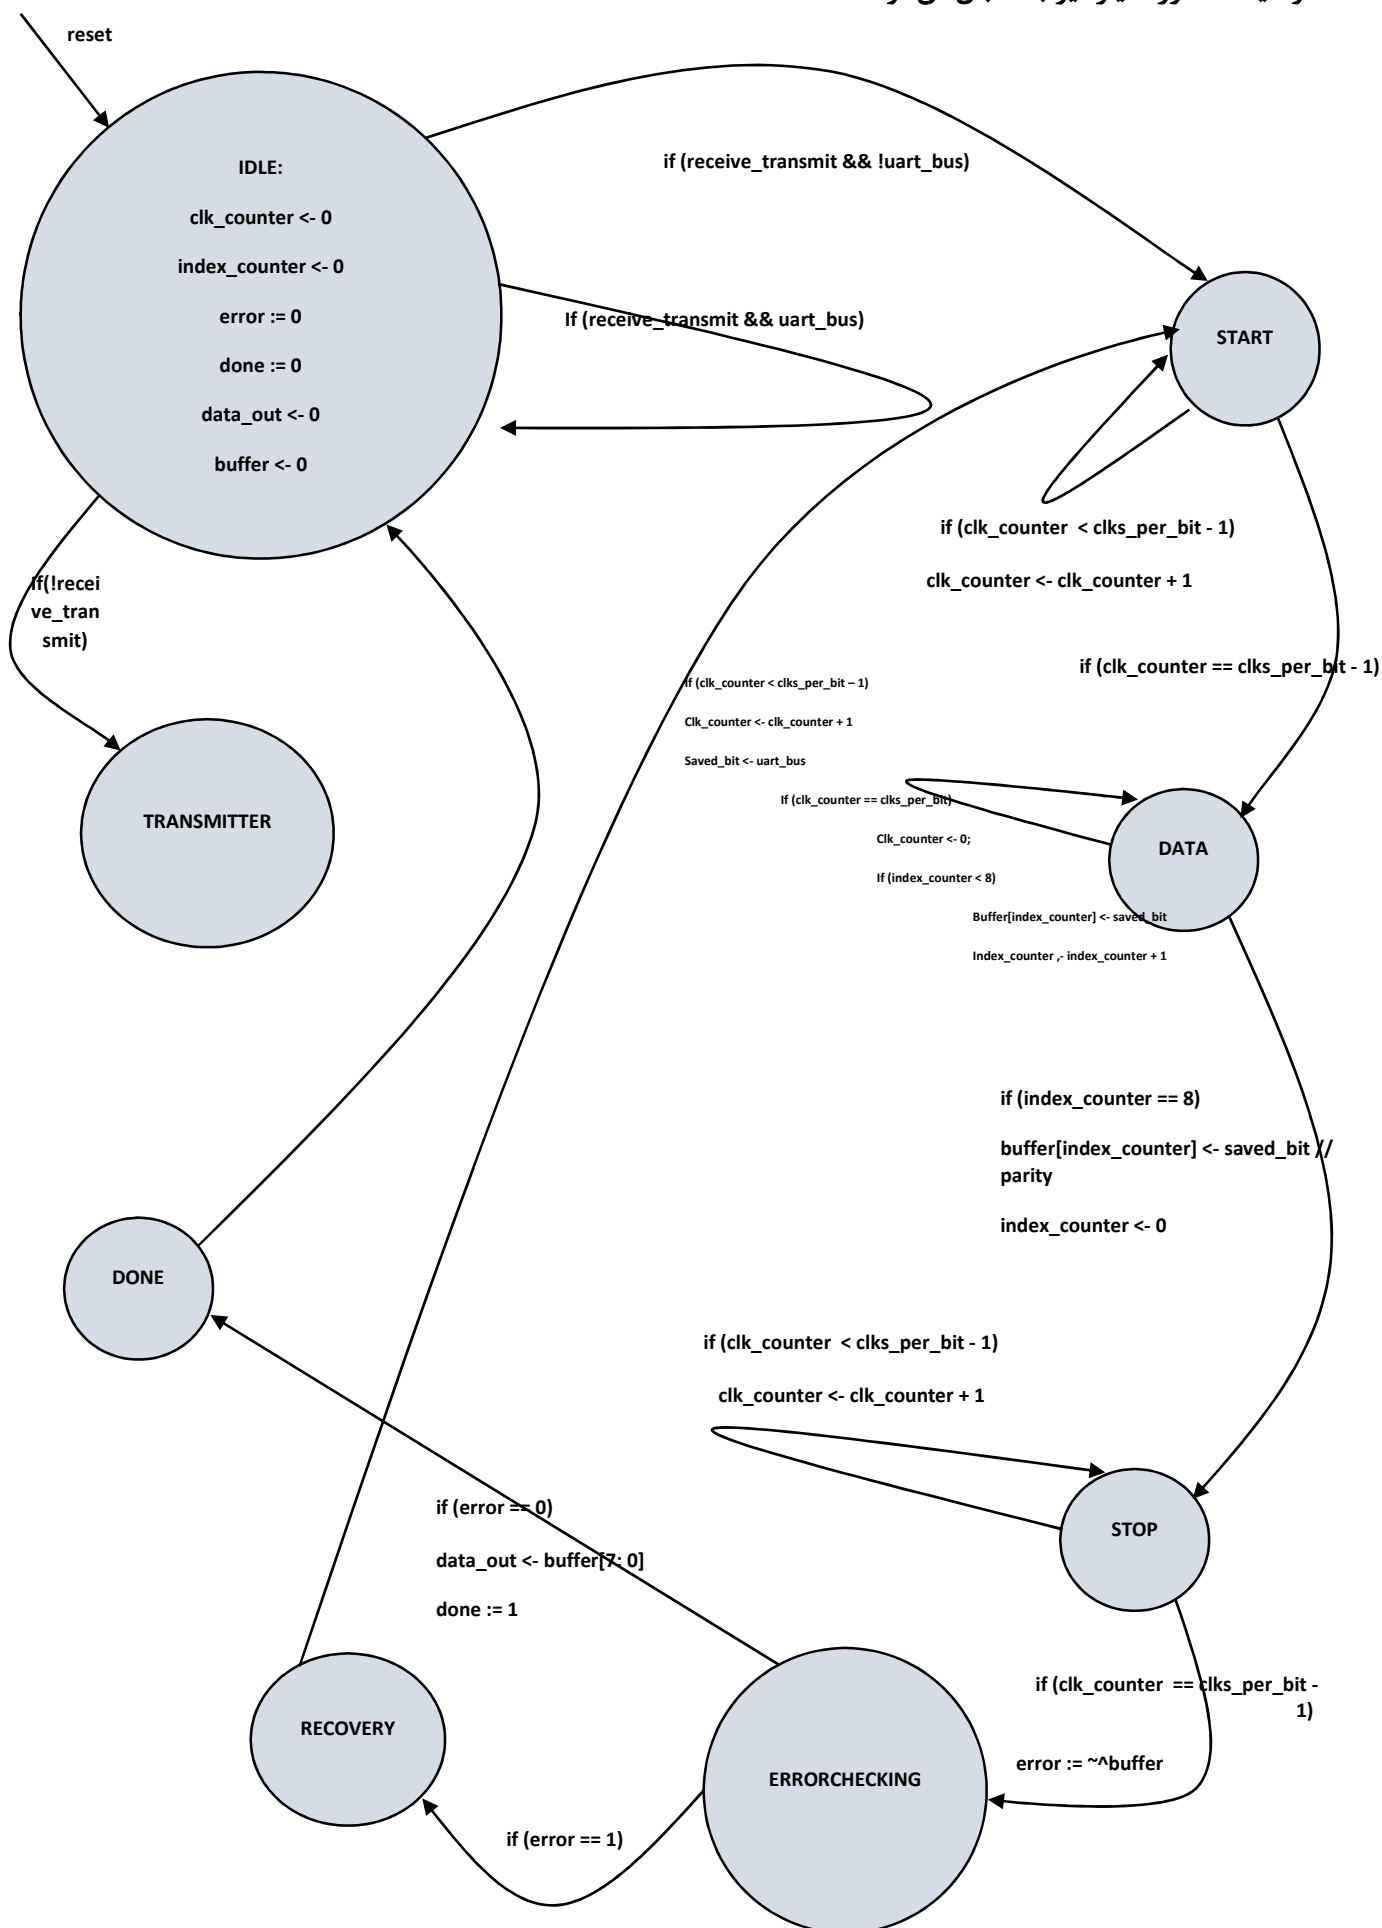 reset
IDLE:
clk_counter <- 0
index_counter <- 0
error := 0
done := 0
data_out <- 0
buffer <- 0
if (receive_transmit && !uart_bus)
If (receive_transmit && uart_bus)
START
if (clk_counter < clks_per_bit - 1)
clk_counter <- clk_counter + 1
If(!recei
ve_tran
smit)
if (clk_counter == clks_per_bit - 1)
TRANSMITTER
If (clk_counter < clks_per_bit – 1)
Clk_counter <- clk_counter + 1
Saved_bit <- uart_bus
If (clk_counter == clks_per_bit)
Clk_counter <- 0;
If (index_counter < 8)
Buffer[index_counter] <- saved_bit
Index_counter ,- index_counter + 1
DATA
if (index_counter == 8)
buffer[index_counter] <- saved_bit //
parity
index_counter <- 0
DONE
if (clk_counter < clks_per_bit - 1)
clk_counter <- clk_counter + 1
STOP
if (error == 0)
data_out <- buffer[7: 0]
done := 1
if (clk_counter == clks_per_bit -
1)
error := ~^buffer
RECOVERY
ERRORCHECKING
if (error == 1)